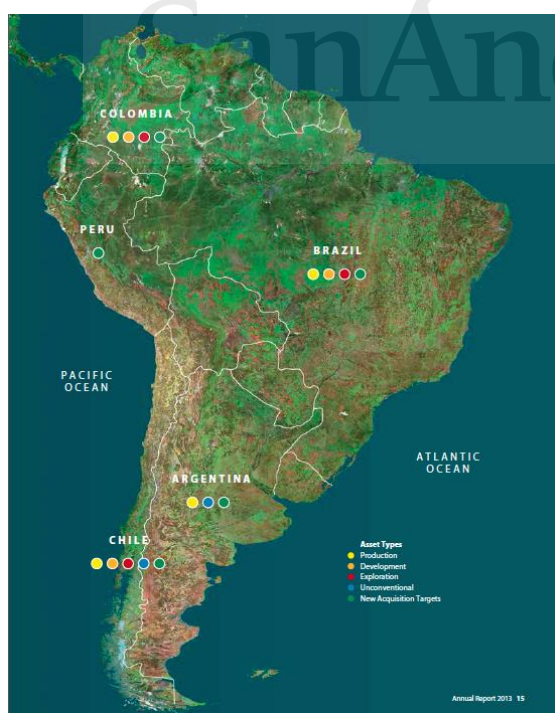 SanAn
COLOMBIA
PERU
BRAZIL
PACIFIC
OCEAN
ATLANTIC
OCEAN
ARGENTINA
CHILE
Asset Types
Production
Development
Exploration
Unconventional
New Acquisition Targets
Annual Report 2013 15